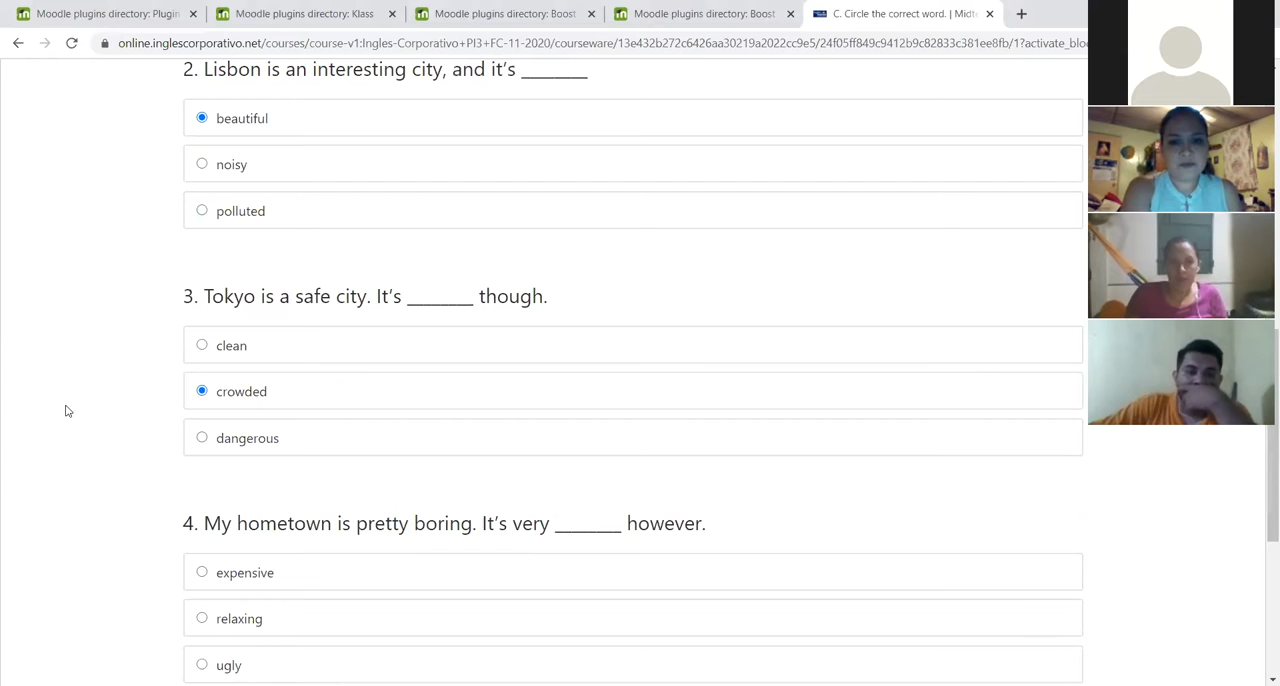 Moodle plugins directory: Plugin
Moodle plugins directory: Klass
Moodle plugins directory: Boost
Moodle plugins directory: Boost
C. Circle the correct word. | Midt
online.inglescorporativo.net/courses/course-v1:Ingles-Corporativo+PI3+FC-11-2020/courseware/13e432b272c6426aa30219a2022cc9e5/24f05ff849c9412b9c82833c381ee8fb/1?activate_blo
2. Lisbon is an interesting city, and it’s _______
beautiful
noisy
polluted
3. Tokyo is a safe city. It’s _______ though.
clean
crowded
dangerous
4. My hometown is pretty boring. It’s very _______ however.
expensive
relaxing
ugly